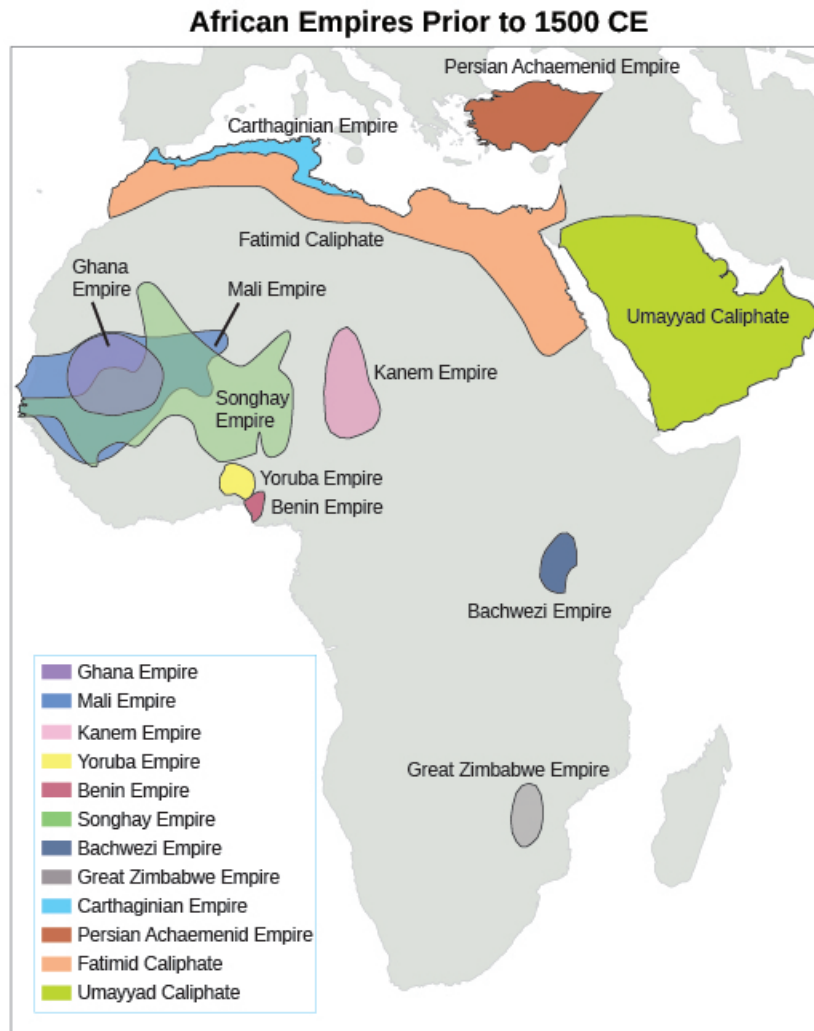 African Empires Prior to 1500 CE
Persian Achaemenid Empire
Carthaginian Empire
Fatimid Caliphate
Ghana
Empire
Mali Empire
Umayyad Caliphate
Kanem Empire
Songhay
Empire
Yoruba Empire
Benin Empire
Bachwezi Empire
Great Zimbabwe Empire
Ghana Empire
Mali Empire
Kanem Empire
Yoruba Empire
Benin Empire
Songhay Empire
Bachwezi Empire
Great Zimbabwe Empire
Carthaginian Empire
Persian Achaemenid Empire
Fatimid Caliphate
Umayyad Caliphate